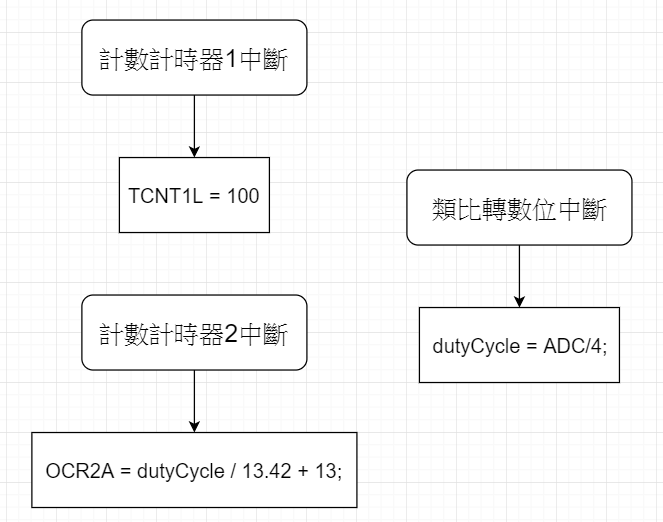 計數計時器1中斷
TCNT1L = 100
類比轉數位中斷
dutyCycle = ADC/4;
計數計時器2中斷
OCR2A = dutyCycle / 13.42 + 13;